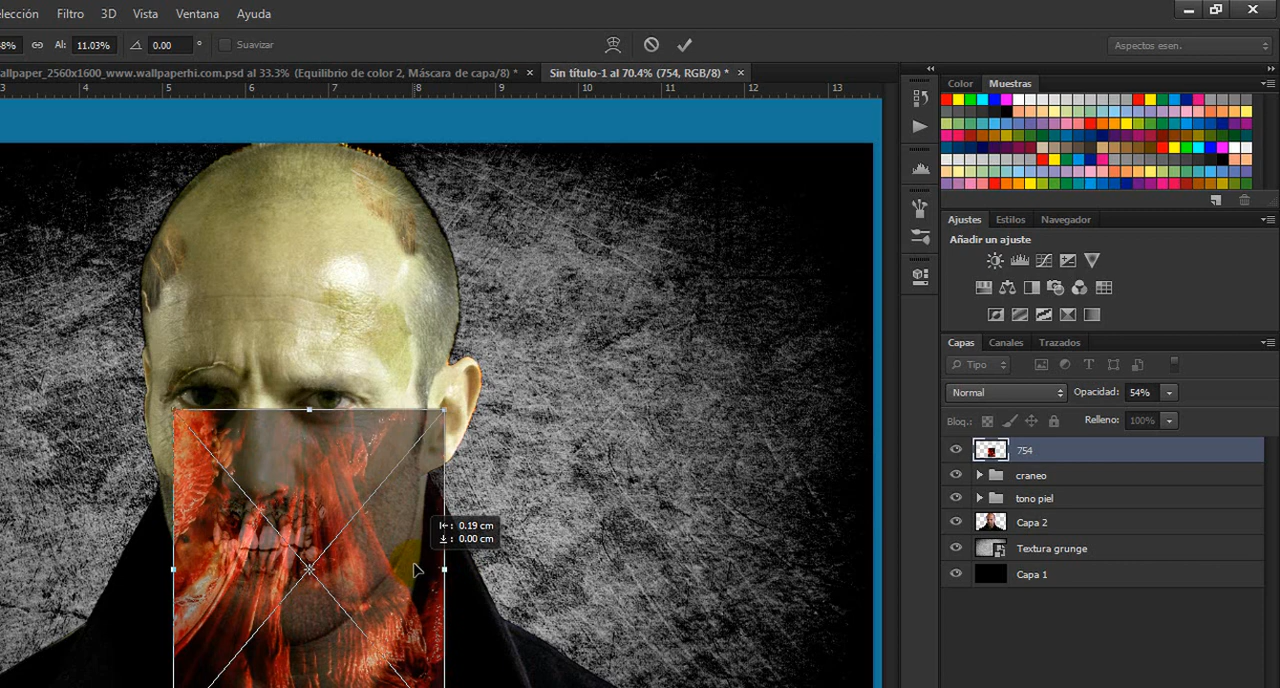 elección Filtro 3D Vista Ventana Ayuda
8% Al: 11.03% 0.00 ° Suavizar Aspectos esen.
allpaper_2560x1600_www.wallpaperhi.com.psd al 33.3% (Equilibrio de color 2, Máscara de capa/8) * × Sin título-1 al 70.4% (754, RGB/8) * ×
3 4 5 6 7 8 9 10 11 12 13
Color Muestras
Ajustes Estilos Navegador
Añadir un ajuste
Capas Canales Trazados
Tipo
Normal Opacidad: 54%
Bloq.: Relleno: 100%
754
craneo
tono piel
Capa 2
Textura grunge
Capa 1
0.19 cm
0.00 cm